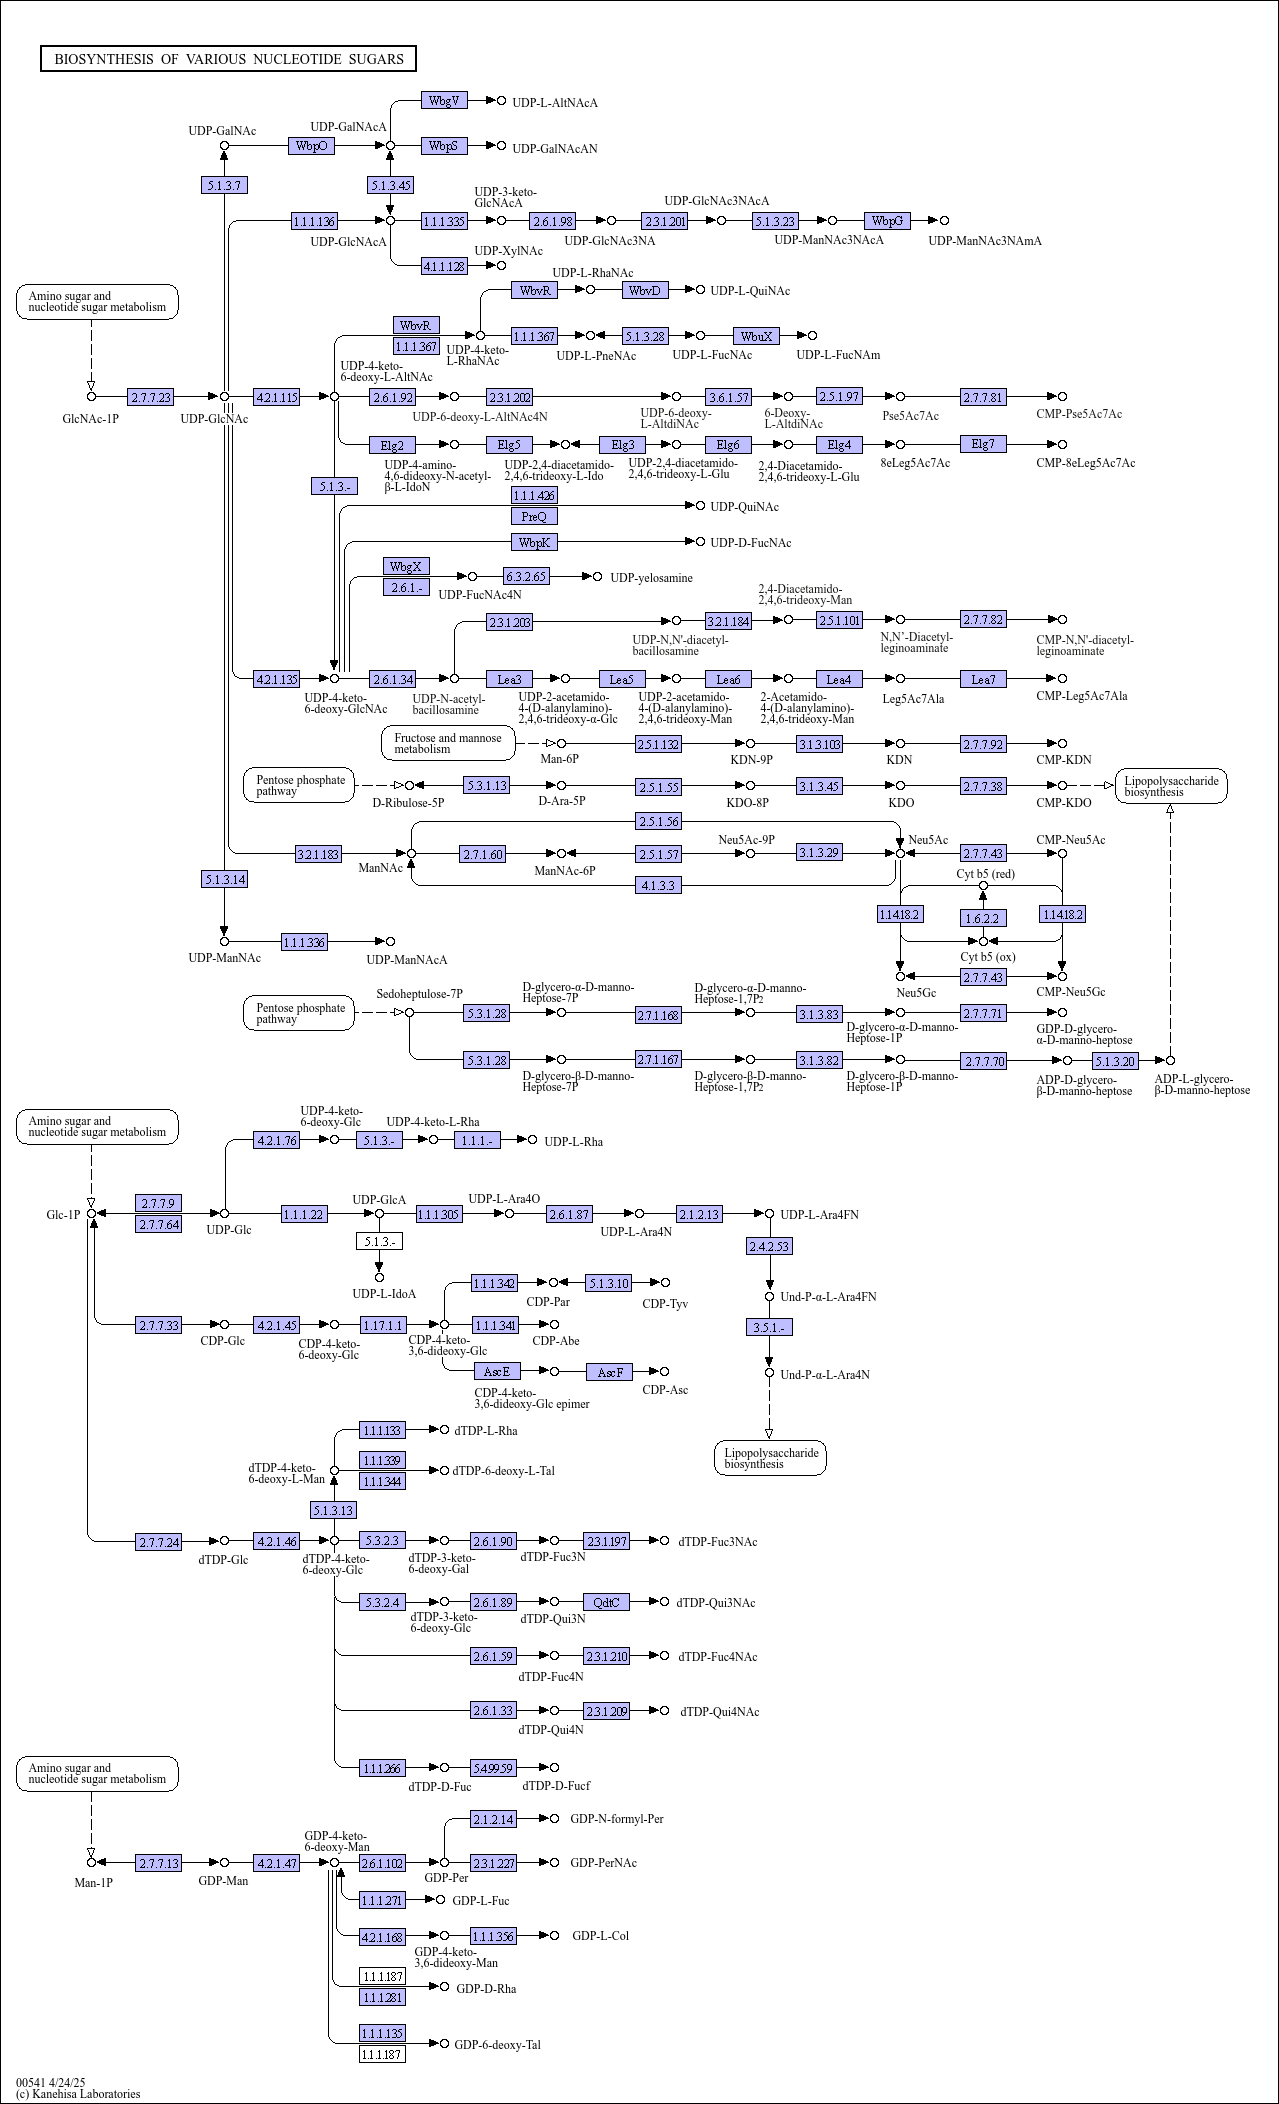 BIOSYNTHESIS OF VARIOUS NUCLEOTIDE SUGARS
WbgV
UDP-L-AltNAcA
UDP-GalNAc
UDP-GalNAcA
WbpO
WbpS
UDP-GalNAcAN
5.1.3.7
5.1.3.45
UDP-3-keto-
GlcNAcA
UDP-GlcNAc3NAcA
1.1.1.136
1.1.1.335
2.6.1.98
2.3.1.201
5.1.3.23
WbpG
UDP-GlcNAcA
UDP-GlcNAc3NA
UDP-ManNAc3NAcA
UDP-ManNAc3NAmA
UDP-XylNAc
4.1.1.128
UDP-L-RhaNAc
Amino sugar and
nucleotide sugar metabolism
WbvR
WbvD
UDP-L-QuiNAc
WbvR
1.1.1.367
UDP-4-keto-
L-RhaNAc
1.1.1.367
5.1.3.28
WbuX
UDP-L-PneNAc
UDP-L-FucNAc
UDP-L-FucNAm
UDP-4-keto-
6-deoxy-L-AltNAc
2.7.7.23
4.2.1.115
2.6.1.92
2.3.1.202
3.6.1.57
2.5.1.97
2.7.7.81
GlcNAc-1P
UDP-GlcNAc
UDP-6-deoxy-L-AltNAc4N
UDP-6-deoxy-
L-AltdiNAc
6-Deoxy-
L-AltdiNAc
Pse5Ac7Ac
CMP-Pse5Ac7Ac
Elg2
Elg5
Elg3
Elg6
Elg4
Elg7
UDP-4-amino-
4,6-dideoxy-N-acetyl-
β-L-IdoN
UDP-2,4-diacetamido-
2,4,6-trideoxy-L-Ido
UDP-2,4-diacetamido-
2,4,6-trideoxy-L-Glu
2,4-Diacetamido-
2,4,6-trideoxy-L-Glu
8eLeg5Ac7Ac
CMP-8eLeg5Ac7Ac
5.1.3.-
1.1.1.426
PreQ
UDP-QuiNAc
WbpK
UDP-D-FucNAc
WbgX
2.6.1.-
6.3.2.65
UDP-yelosamine
UDP-FucNAc4N
2,4-Diacetamido-
2,4,6-trideoxy-Man
2.3.1.203
3.2.1.184
2.5.1.101
2.7.7.82
UDP-N,N'-diacetyl-
bacillosamine
N,N'-Diacetyl-
leginoaminate
CMP-N,N'-diacetyl-
leginoaminate
4.2.1.135
2.6.1.34
Lea3
Lea5
Lea6
Lea4
Lea7
UDP-4-keto-
6-deoxy-GlcNAc
UDP-N-acetyl-
bacillosamine
UDP-2-acetamido-
4-(D-alanylamino)-
2,4,6-trideoxy-α-Glc
UDP-2-acetamido-
4-(D-alanylamino)-
2,4,6-trideoxy-Man
2-Acetamido-
4-(D-alanylamino)-
2,4,6-trideoxy-Man
Leg5Ac7Ala
CMP-Leg5Ac7Ala
Fructose and mannose
metabolism
2.5.1.132
3.1.3.103
2.7.7.92
Man-6P
KDN-9P
KDN
CMP-KDN
Pentose phosphate
pathway
5.3.1.13
2.5.1.55
3.1.3.45
2.7.7.38
Lipopolysaccharide
biosynthesis
D-Ribulose-5P
D-Ara-5P
KDO-8P
KDO
CMP-KDO
2.5.1.56
Neu5Ac-9P
Neu5Ac
CMP-Neu5Ac
3.2.1.183
2.7.1.60
2.5.1.57
3.1.3.29
2.7.7.43
ManNAc
ManNAc-6P
4.1.3.3
Cyt b5 (red)
5.1.3.14
1.14.18.2
1.6.2.2
1.14.18.2
1.1.1.336
UDP-ManNAc
UDP-ManNAcA
Cyt b5 (ox)
2.7.7.43
Neu5Gc
CMP-Neu5Gc
Pentose phosphate
pathway
Sedoheptulose-7P
5.3.1.28
D-glycero-α-D-manno-
Heptose-7P
2.7.1.168
D-glycero-α-D-manno-
Heptose-1,7P2
3.1.3.83
D-glycero-α-D-manno-
Heptose-1P
2.7.7.71
GDP-D-glycero-
α-D-manno-heptose
5.3.1.28
D-glycero-β-D-manno-
Heptose-7P
2.7.1.167
D-glycero-β-D-manno-
Heptose-1,7P2
3.1.3.82
D-glycero-β-D-manno-
Heptose-1P
2.7.7.70
ADP-D-glycero-
β-D-manno-heptose
5.1.3.20
ADP-L-glycero-
β-D-manno-heptose
Amino sugar and
nucleotide sugar metabolism
UDP-4-keto-
6-deoxy-Glc
UDP-4-keto-L-Rha
4.2.1.76
5.1.3.-
1.1.1.-
UDP-L-Rha
Glc-1P
2.7.7.9
2.7.7.64
UDP-Glc
1.1.1.22
UDP-GlcA
1.1.1.305
UDP-L-Ara4O
2.6.1.87
UDP-L-Ara4N
2.1.2.13
UDP-L-Ara4FN
5.1.3.-
2.4.2.53
UDP-L-IdoA
1.1.1.342
CDP-Par
5.1.3.10
CDP-Tyv
Und-P-α-L-Ara4FN
2.7.7.33
CDP-Glc
4.2.1.45
CDP-4-keto-
6-deoxy-Glc
1.17.1.1
CDP-4-keto-
3,6-dideoxy-Glc
1.1.1.341
CDP-Abe
3.5.1.-
AscE
AscF
CDP-4-keto-
3,6-dideoxy-Glc epimer
CDP-Asc
Und-P-α-L-Ara4N
Lipopolysaccharide
biosynthesis
1.1.1.133
dTDP-L-Rha
dTDP-4-keto-
6-deoxy-L-Man
1.1.1.339
1.1.1.344
dTDP-6-deoxy-L-Tal
5.1.3.13
2.7.7.24
dTDP-Glc
4.2.1.46
dTDP-4-keto-
6-deoxy-Glc
5.3.2.3
dTDP-3-keto-
6-deoxy-Gal
2.6.1.90
dTDP-Fuc3N
2.3.1.197
dTDP-Fuc3NAc
5.3.2.4
dTDP-3-keto-
6-deoxy-Glc
2.6.1.89
dTDP-Qui3N
QdtC
dTDP-Qui3NAc
2.6.1.59
dTDP-Fuc4N
2.3.1.210
dTDP-Fuc4NAc
2.6.1.33
dTDP-Qui4N
2.3.1.209
dTDP-Qui4NAc
1.1.1.266
dTDP-D-Fuc
5.4.99.59
dTDP-D-Fucf
Amino sugar and
nucleotide sugar metabolism
2.1.2.14
GDP-N-formyl-Per
Man-1P
2.7.7.13
GDP-Man
4.2.1.47
GDP-4-keto-
6-deoxy-Man
2.6.1.102
GDP-Per
2.3.1.227
GDP-PerNAc
1.1.1.271
GDP-L-Fuc
4.2.1.168
GDP-4-keto-
3,6-dideoxy-Man
1.1.1.356
GDP-L-Col
1.1.1.187
1.1.1.281
GDP-D-Rha
1.1.1.135
1.1.1.187
GDP-6-deoxy-Tal
00541 4/24/25
(c) Kanehisa Laboratories